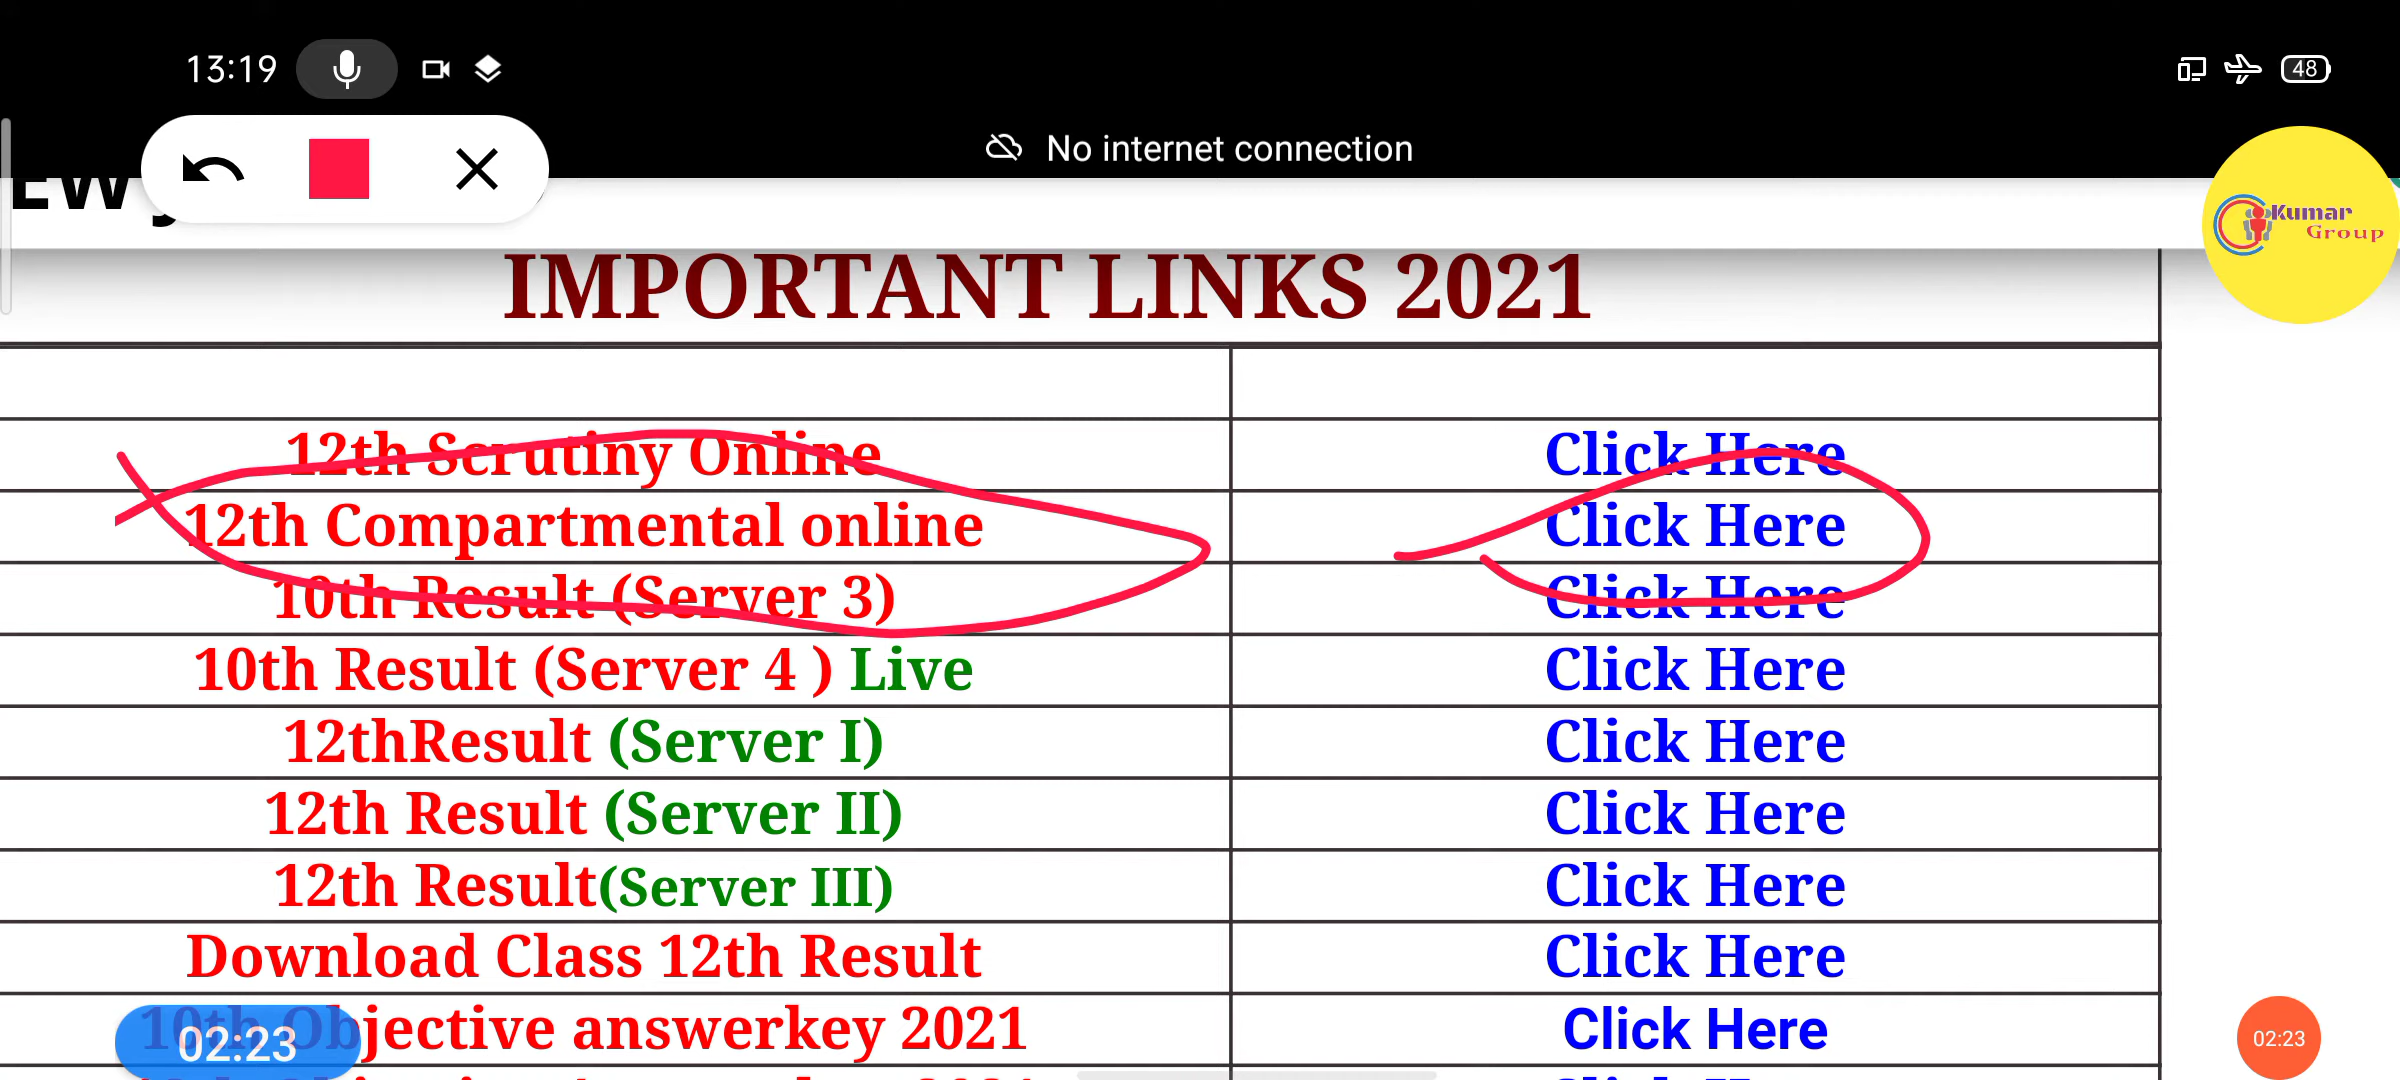 13:19
48
No internet connection
EW
Kumar
Group
IMPORTANT LINKS 2021
12th Scrutiny Online Click Here
12th Compartmental online Click Here
10th Result (Server 3) Click Here
10th Result (Server 4 ) Live Click Here
12thResult (Server I) Click Here
12th Result (Server II) Click Here
12th Result(Server III) Click Here
Download Class 12th Result Click Here
10th Objective answerkey 2021 Click Here
02:23
02:23